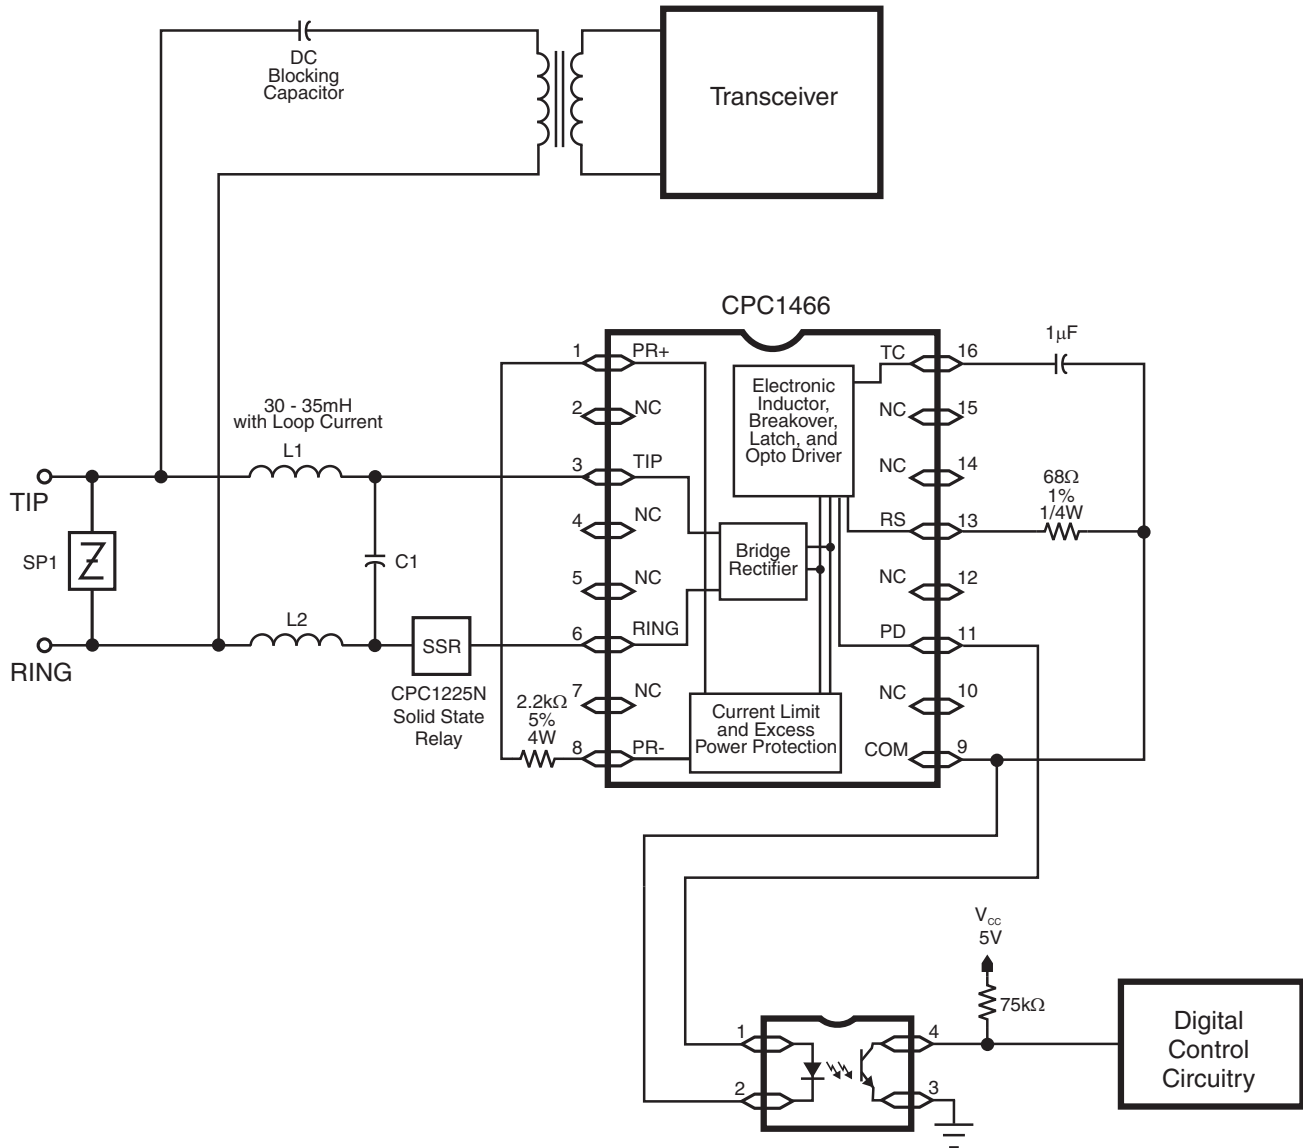 DC
Blocking
Capacitor
Transceiver
CPC1466
1
PR+
TC
16
1µF
Electronic
Inductor,
Breakover,
Latch, and
Opto Driver
30 - 35mH
with Loop Current
2
NC
NC
15
L1
3
TIP
NC
14
68Ω
1%
1/4W
TIP
4
NC
RS
13
SP1
C1
Bridge
Rectifier
5
NC
NC
12
L2
6
RING
PD
11
SSR
RING
CPC1225N
Solid State
Relay
7
NC
NC
10
2.2kΩ
5%
4W
Current Limit
and Excess
Power Protection
8
PR-
COM
9
VCC
5V
75kΩ
1
4
2
3
Digital
Control
Circuitry